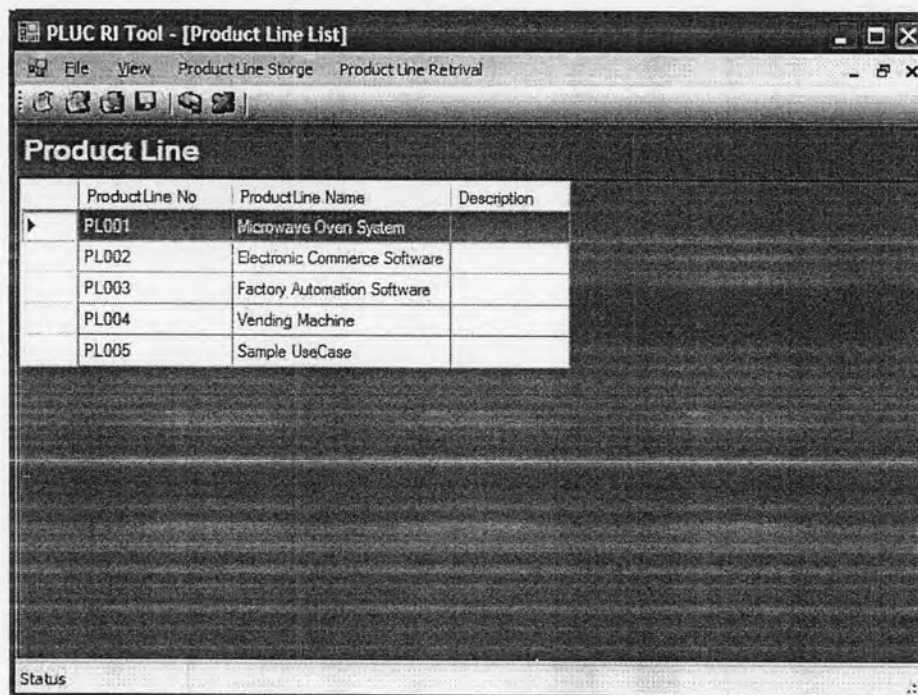 PLUC RI Tool - [Product Line List]
File View Product Line Storge Product Line Retrival
Product Line
ProductLine No ProductLine Name Description
PL001 Microwave Oven System
PL002 Electronic Commerce Software
PL003 Factory Automation Software
PL004 Vending Machine
PL005 Sample UseCase
Status